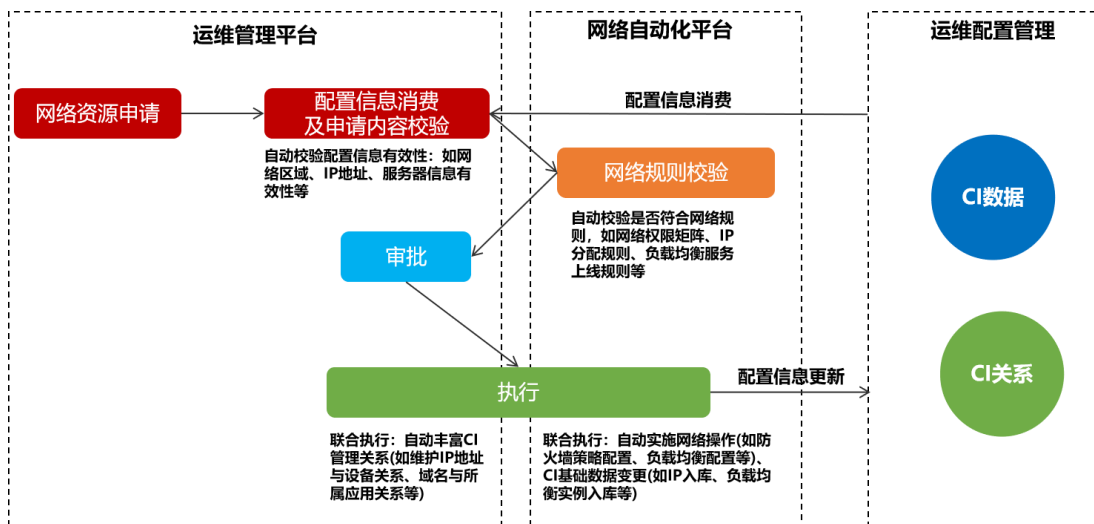 运维管理平台
网络自动化平台
运维配置管理
网络资源申请
配置信息消费
及申请内容校验
配置信息消费
自动校验配置信息有效性：如网
络区域、IP地址、服务器信息有
效性等
网络规则校验
自动校验是否符合网络规
则，如网络权限矩阵、IP
分配规则、负载均衡服务
上线规则等
CI数据
审批
执行
配置信息更新
CI关系
联合执行：自动丰富CI
管理关系(如维护IP地址
与设备关系、域名与所
属应用关系等)
联合执行：自动实施网络操作(如防
火墙策略配置、负载均衡配置等)、
CI基础数据变更(如IP入库、负载均
衡实例入库等)